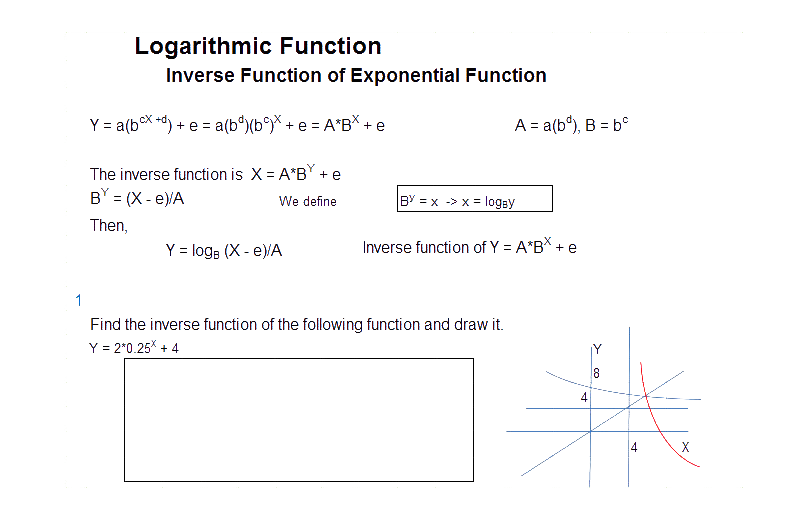 Logarithmic Function
Inverse Function of Exponential Function
Y = a(b^cX +d) + e = a(b^d)(b^c)^X + e = A*B^X + e A = a(b^d), B = b^c
The inverse function is X = A*B^Y + e
B^Y = (X - e)/A We define B^y = x -> x = log_By
Then,
Y = log_B (X - e)/A Inverse function of Y = A*B^X + e
1
Find the inverse function of the following function and draw it.
Y = 2*0.25^X + 4
Y
8
4
4 X